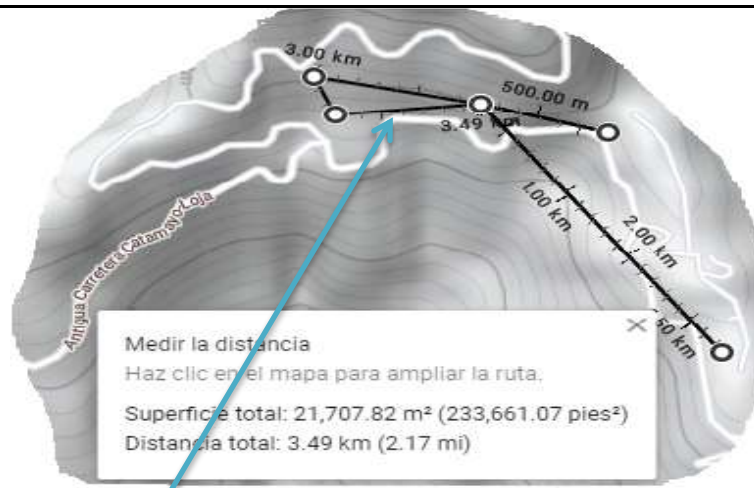 3.00 km
500.00 m
3.49 km
1.00 km
2.00 km
50 km
Antigua Carretera Catamayo-Loja
Medir la distancia
Haz clic en el mapa para ampliar la ruta.
Superficie total: 21,707.82 m² (233,661.07 pies²)
Distancia total: 3.49 km (2.17 mi)